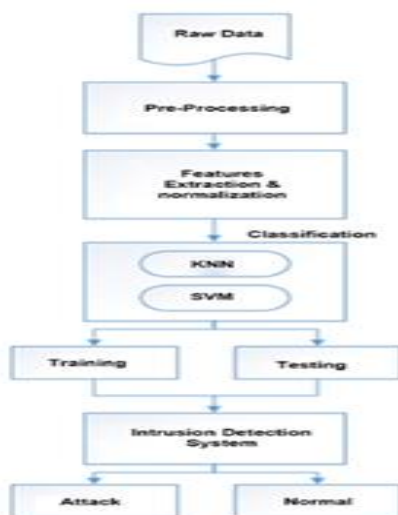 Raw Data
Pre-Processing
Features
Extraction &
normalization
Classification
KNN
SVM
Training
Testing
Intrusion Detection
System
Attack
Normal